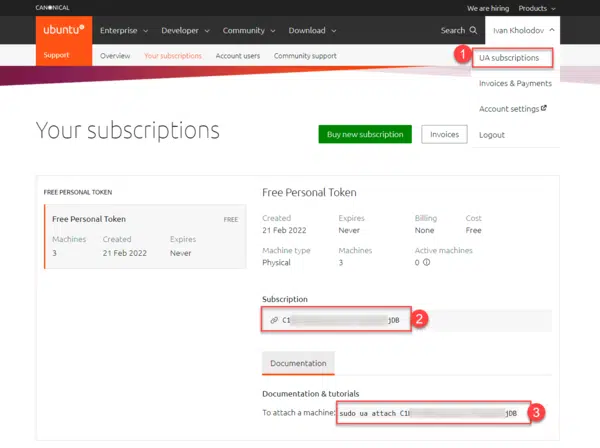 CANONICAL We are hiring Products
ubuntu Enterprise Developer Community Download Search Ivan Kholodov
Support Overview Your subscriptions Account users Community support
1 UA subscriptions
Invoices & Payments
Account settings
Logout
Your subscriptions
Buy new subscription Invoices
FREE PERSONAL TOKEN
Free Personal Token FREE
Machines Created Expires
3 21 Feb 2022 Never
Free Personal Token
Created Expires Billing Cost
21 Feb 2022 Never None Free
Machine type Machines Active machines
Physical 3 0
Subscription
C1 jDB 2
Documentation
Documentation & tutorials
To attach a machine: sudo ua attach C1 jDB 3